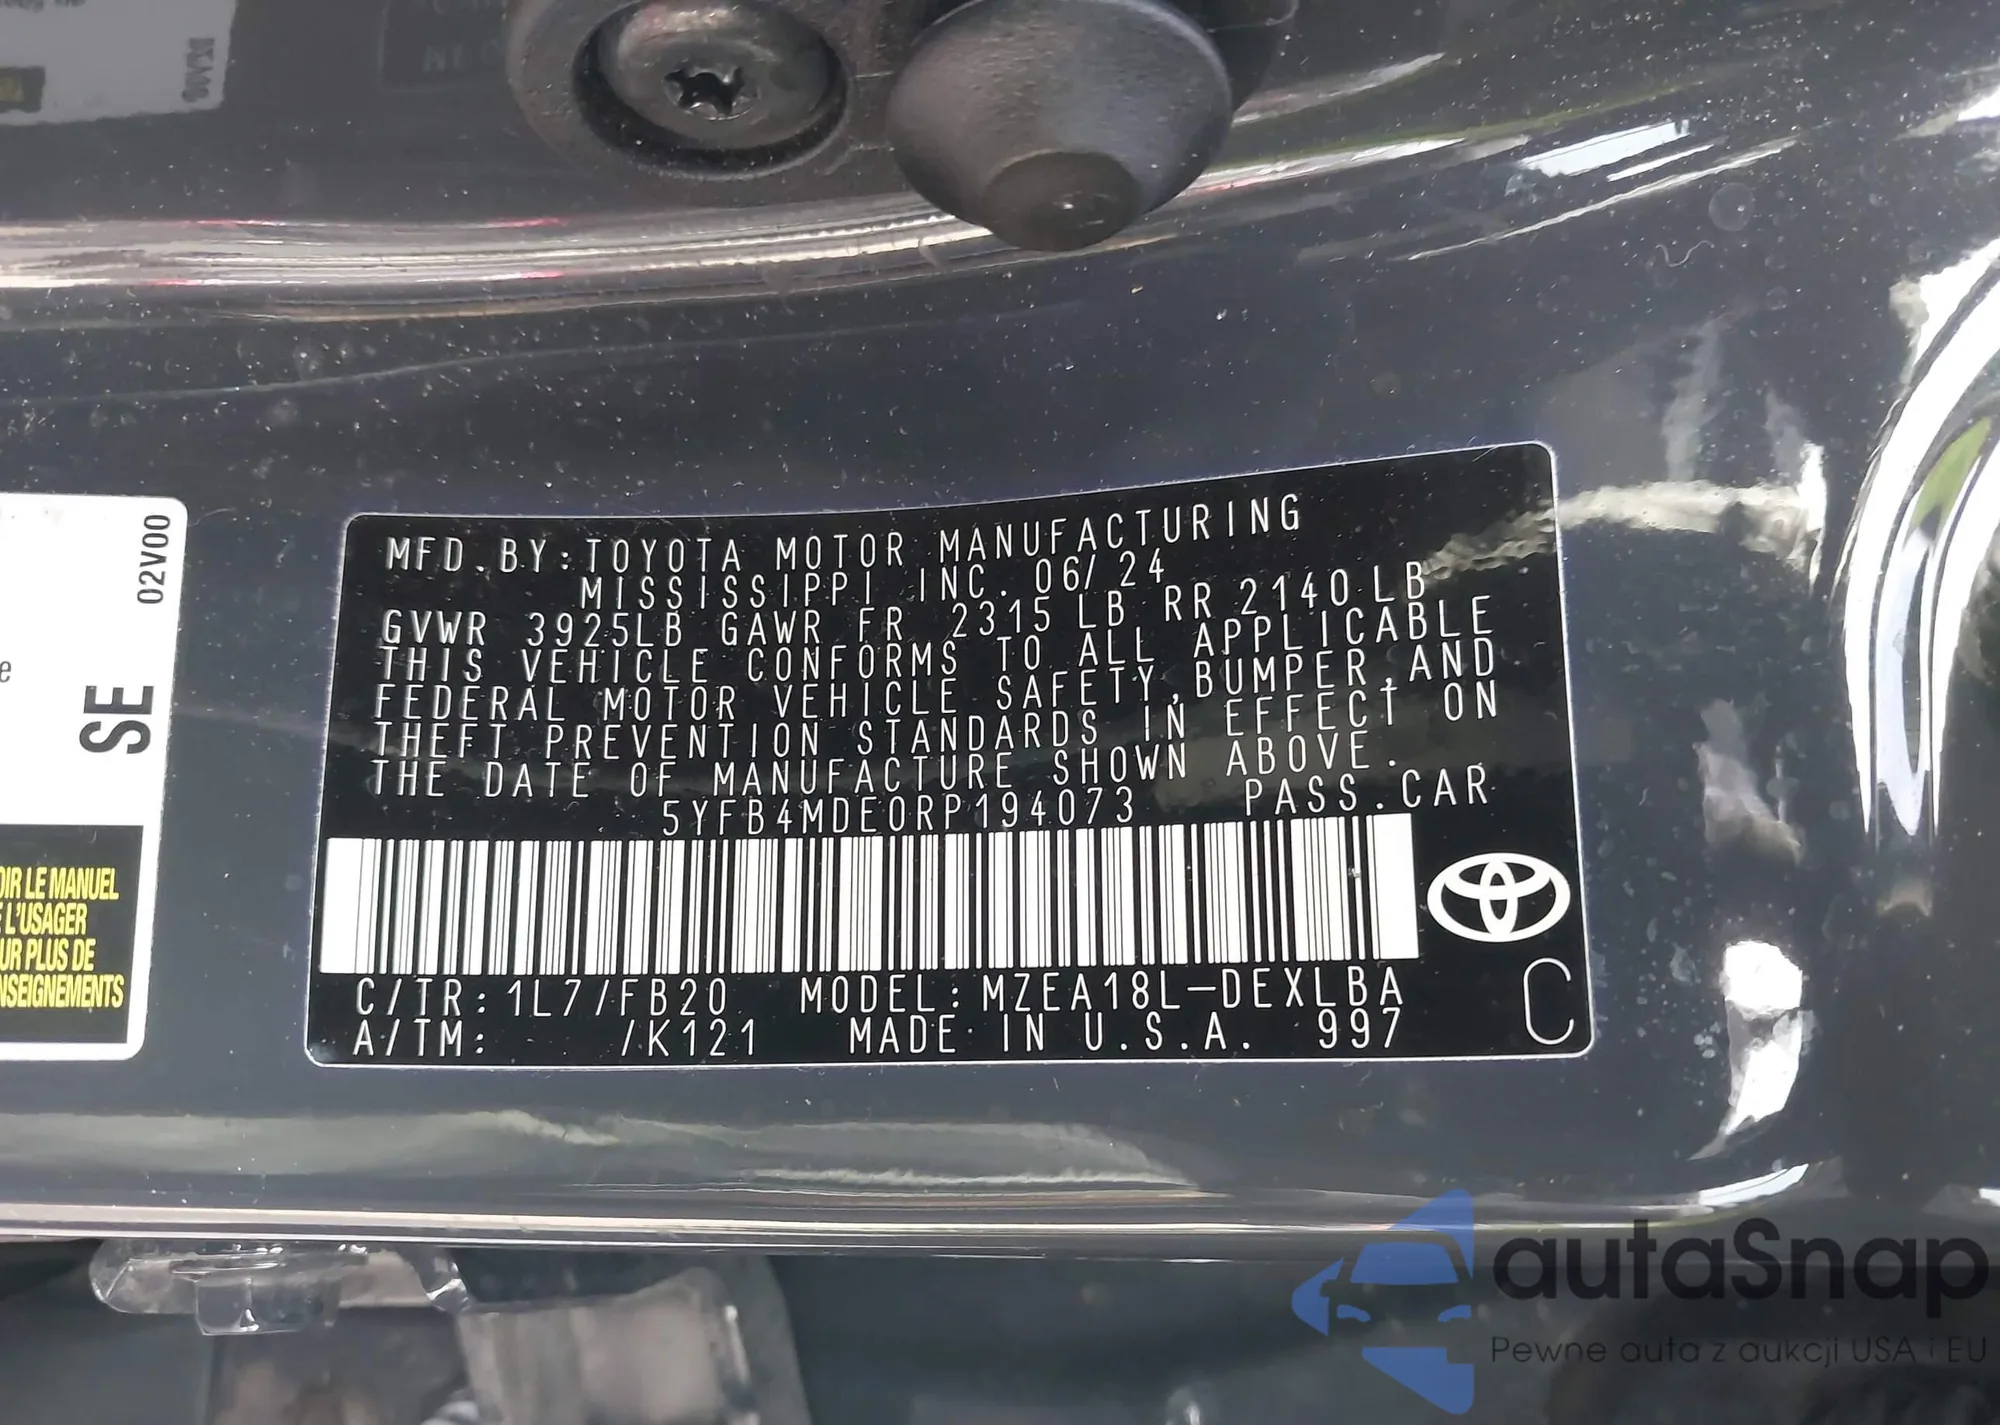 MFD.BY:TOYOTA MOTOR MANUFACTURING
MISSISSIPPI INC. 06/24
GVWR 3925LB GAWR FR 2315 LB RR 2140 LB
THIS VEHICLE CONFORMS TO ALL APPLICABLE
FEDERAL MOTOR VEHICLE SAFETY,BUMPER,AND
THEFT PREVENTION STANDARDS IN EFFECT ON
THE DATE OF MANUFACTURE SHOWN ABOVE.
5YFB4MDE0RP194073 PASS.CAR
C/TR: 1L7/FB20 MODEL: MZEA18L-DEXLBA
A/TM: /K121 MADE IN U.S.A. 997
C
02V00
SE
OIR LE MANUEL
E L'USAGER
UR PLUS DE
NSEIGNEMENTS
autaSnap
Pewne auta z aukcji USA i EU